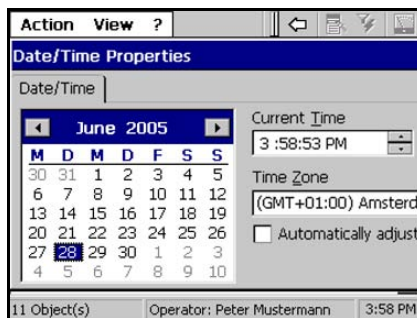 Action View ?
Date/Time Properties
Date/Time
June 2005
M D M D F S S
30 31 1 2 3 4 5
6 7 8 9 10 11 12
13 14 15 16 17 18 19
20 21 22 23 24 25 26
27 28 29 30 1 2 3
4 5 6 7 8 9 10
Current Time
3 :58:53 PM
Time Zone
(GMT+01:00) Amsterd
Automatically adjust
11 Object(s) Operator: Peter Mustermann 3:58 PM